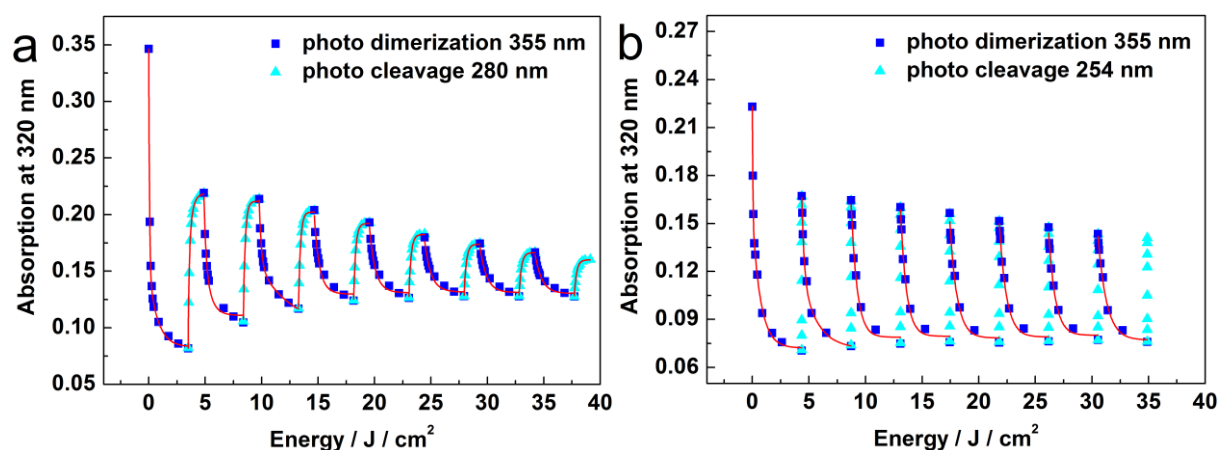 a
photo dimerization 355 nm
photo cleavage 280 nm
Absorption at 320 nm
0.35
0.30
0.25
0.20
0.15
0.10
0.05
0 5 10 15 20 25 30 35 40
Energy / J / cm²
b
photo dimerization 355 nm
photo cleavage 254 nm
Absorption at 320 nm
0.27
0.24
0.21
0.18
0.15
0.12
0.09
0.06
0 5 10 15 20 25 30 35 40
Energy / J / cm²